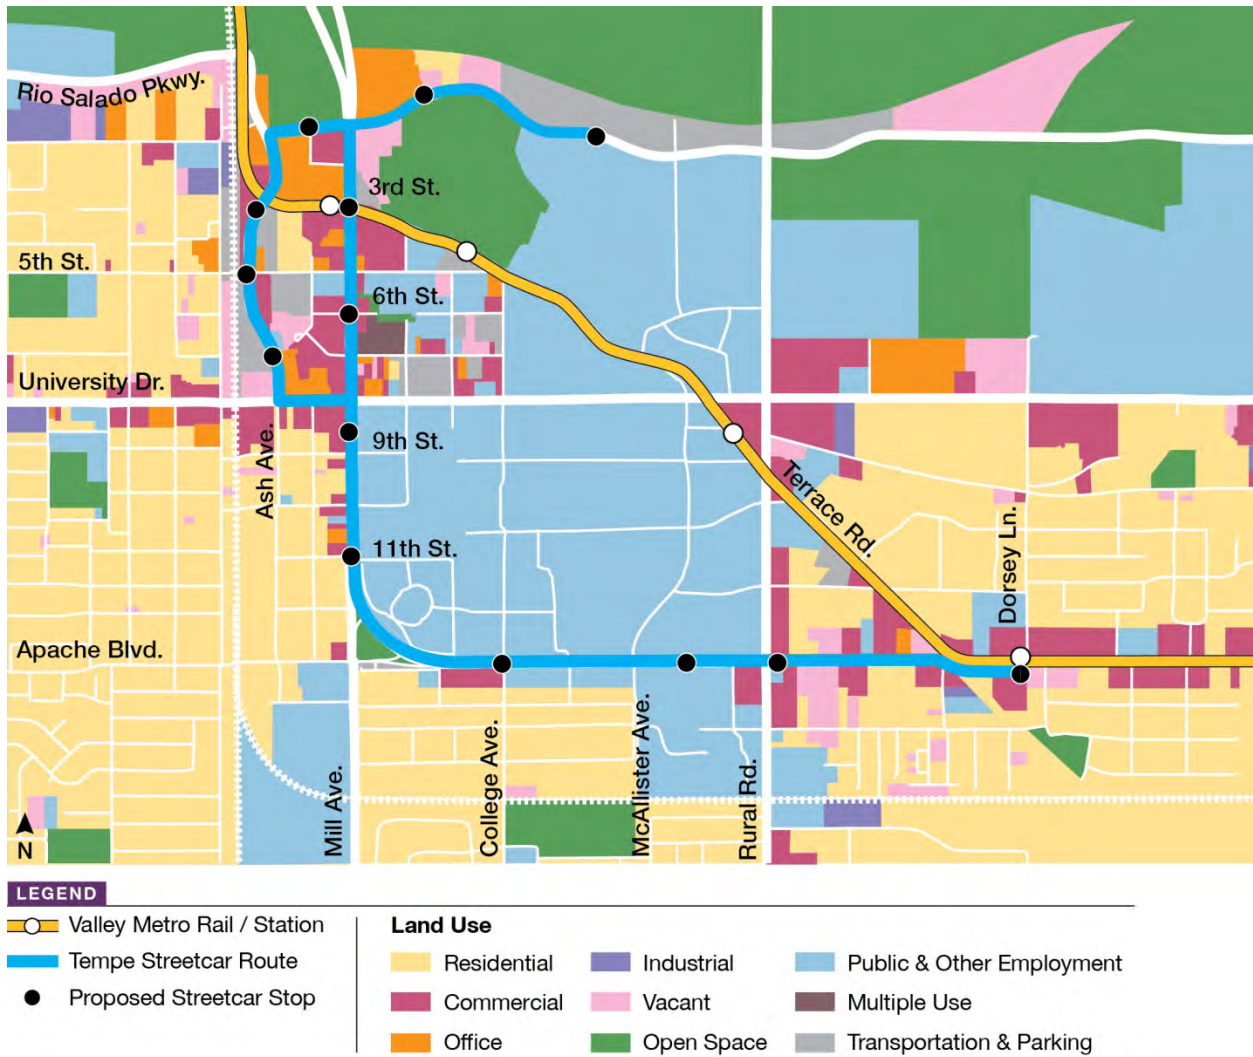 Rio Salado Pkwy.
3rd St.
5th St.
6th St.
University Dr.
9th St.
Ash Ave.
Terrace Rd.
11th St.
Dorsey Ln.
Apache Blvd.
Mill Ave.
College Ave.
McAllister Ave.
Rural Rd.
N
LEGEND
Valley Metro Rail / Station
Tempe Streetcar Route
Proposed Streetcar Stop
Land Use
Residential
Commercial
Office
Industrial
Vacant
Open Space
Public & Other Employment
Multiple Use
Transportation & Parking